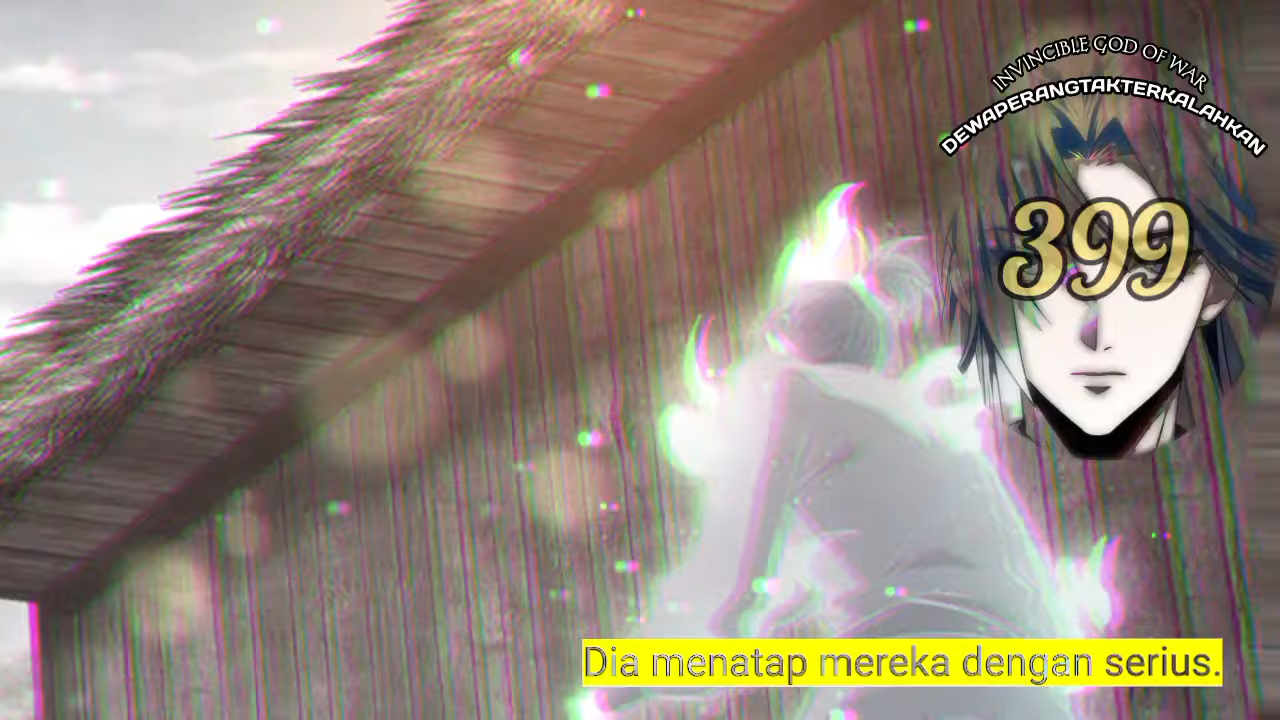 INVINCIBLE GOD OF WAR
DEWAPERANGTAKTERKALAHKAN
399
Dia menatap mereka dengan serius.